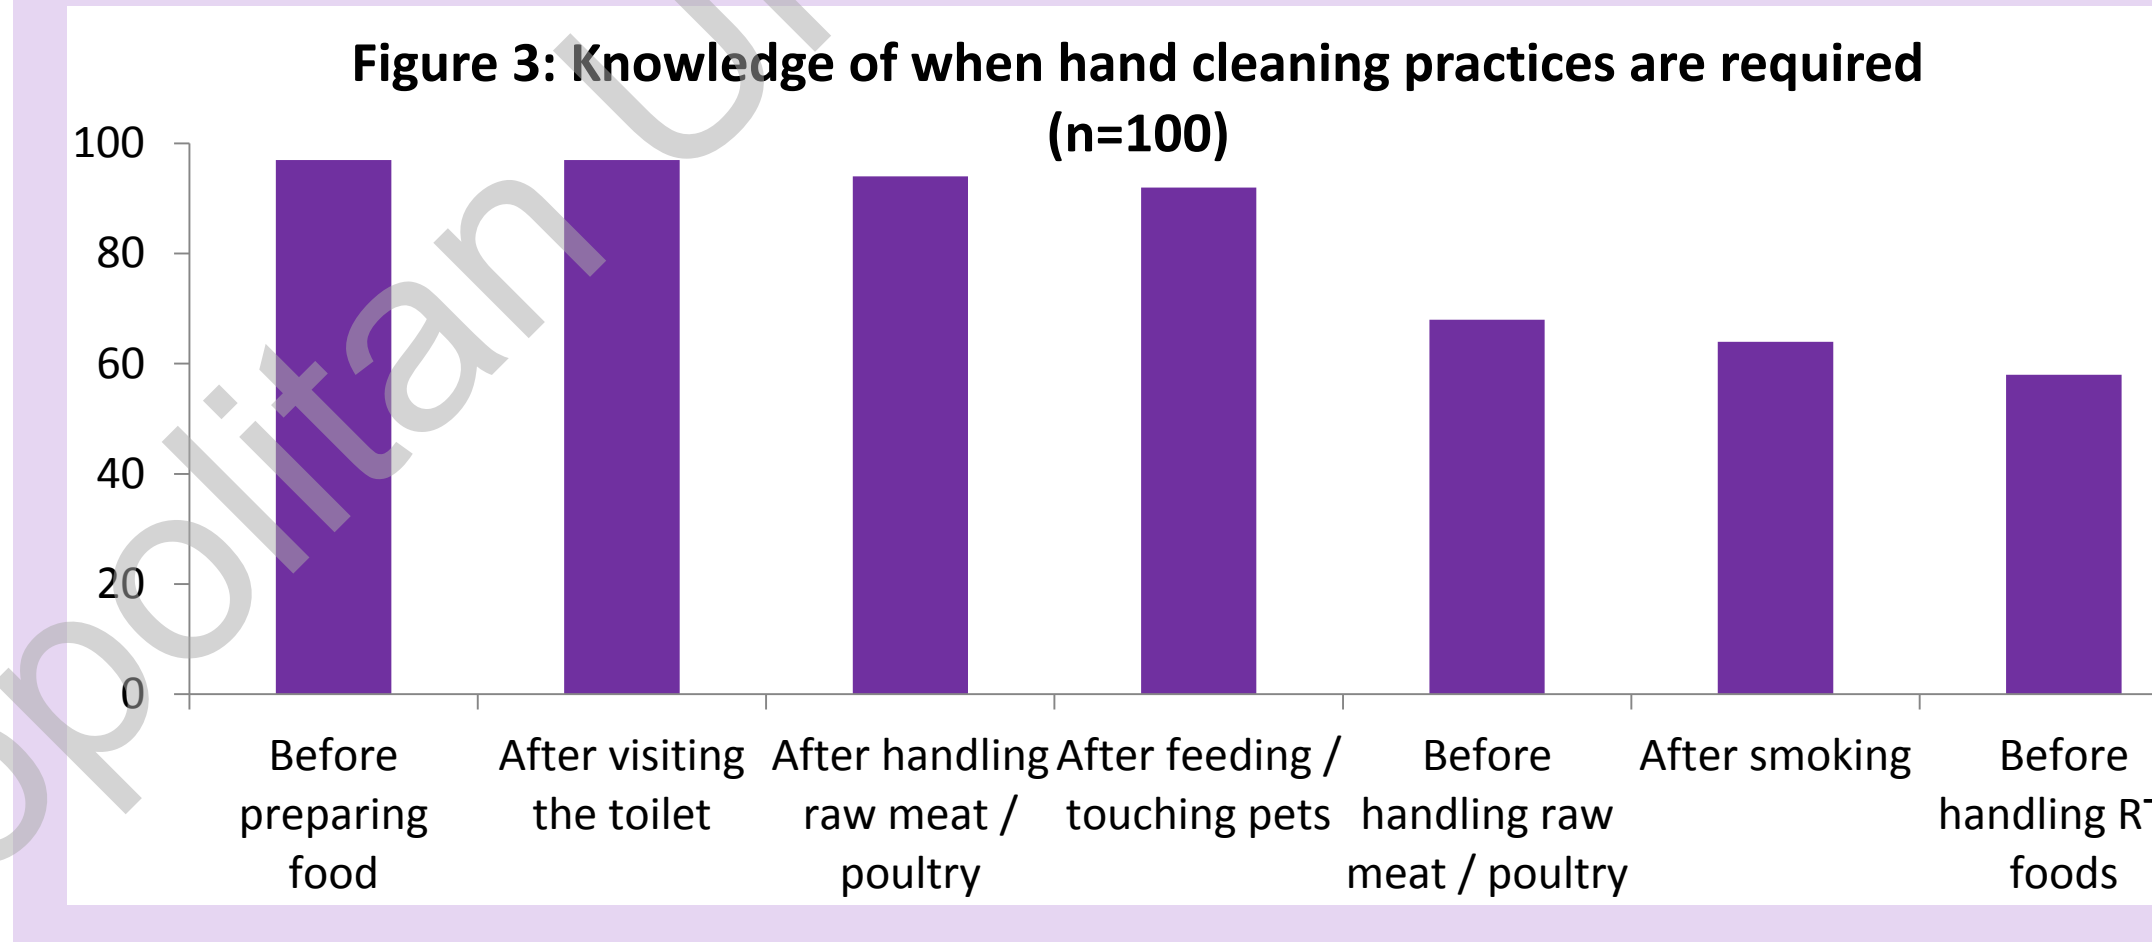 Figure 3: Knowledge of when hand cleaning practices are required
(n=100)
100
80
60
40
20
0
Before
preparing
food
After visiting
the toilet
After handling
raw meat /
poultry
After feeding /
touching pets
Before
handling raw
meat / poultry
After smoking
Before
handling RT
foods
opolitan U